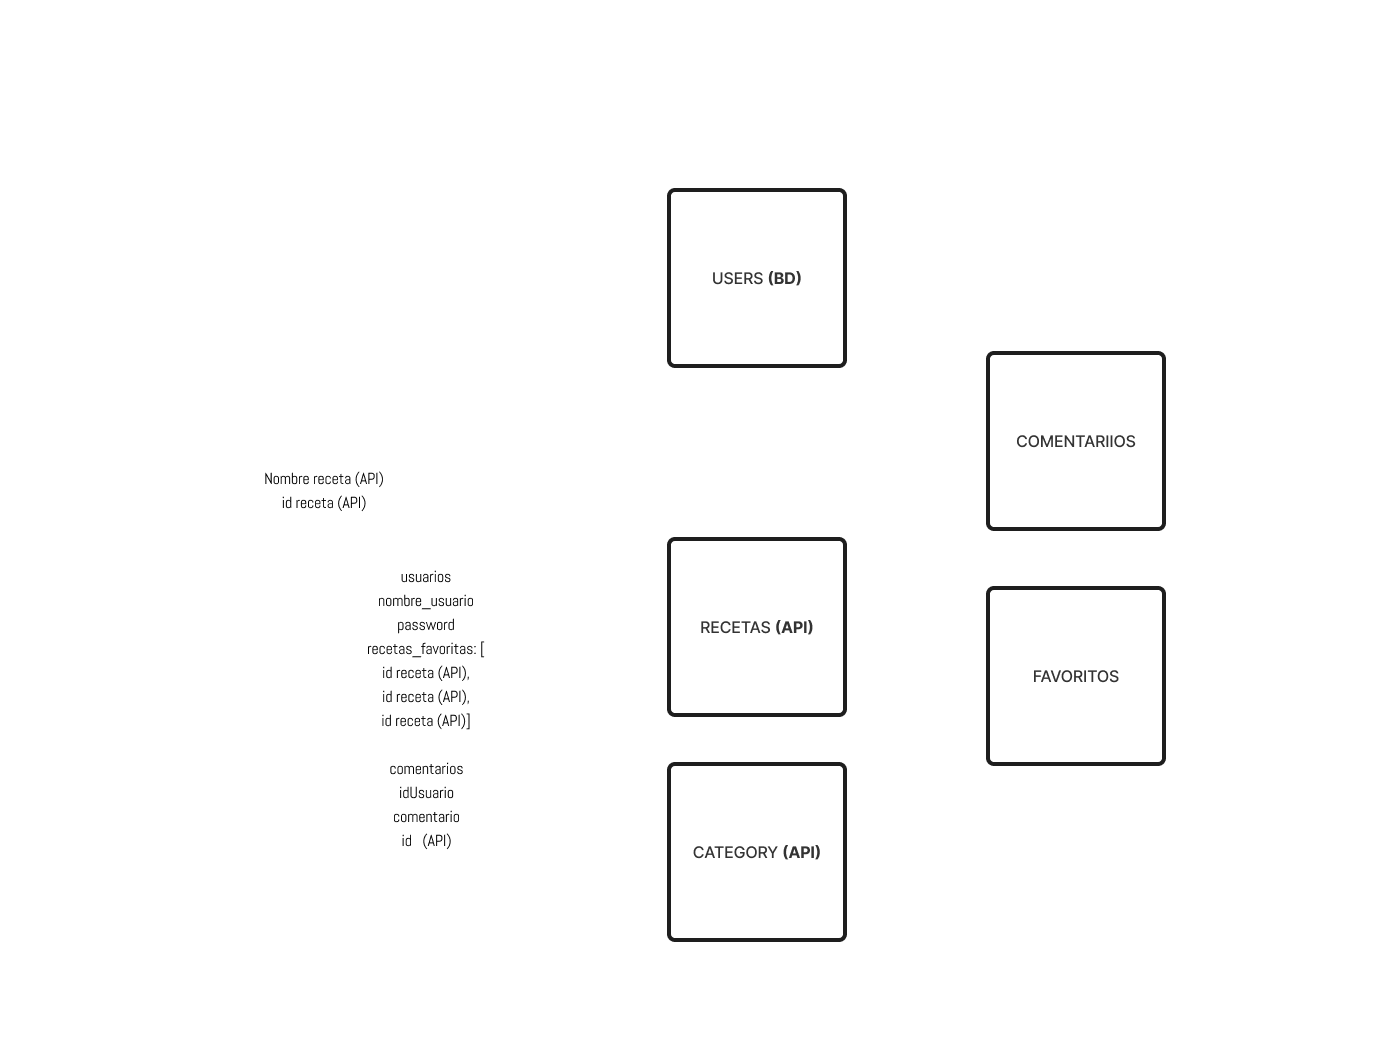 USERS (BD)
COMENTARIIOS
Nombre receta (API)
id receta (API)
usuarios
nombre_usuario
password
recetas_favoritas: [
id receta (API),
id receta (API),
id receta (API)]
comentarios
idUsuario
comentario
id (API)
RECETAS (API)
FAVORITOS
CATEGORY (API)